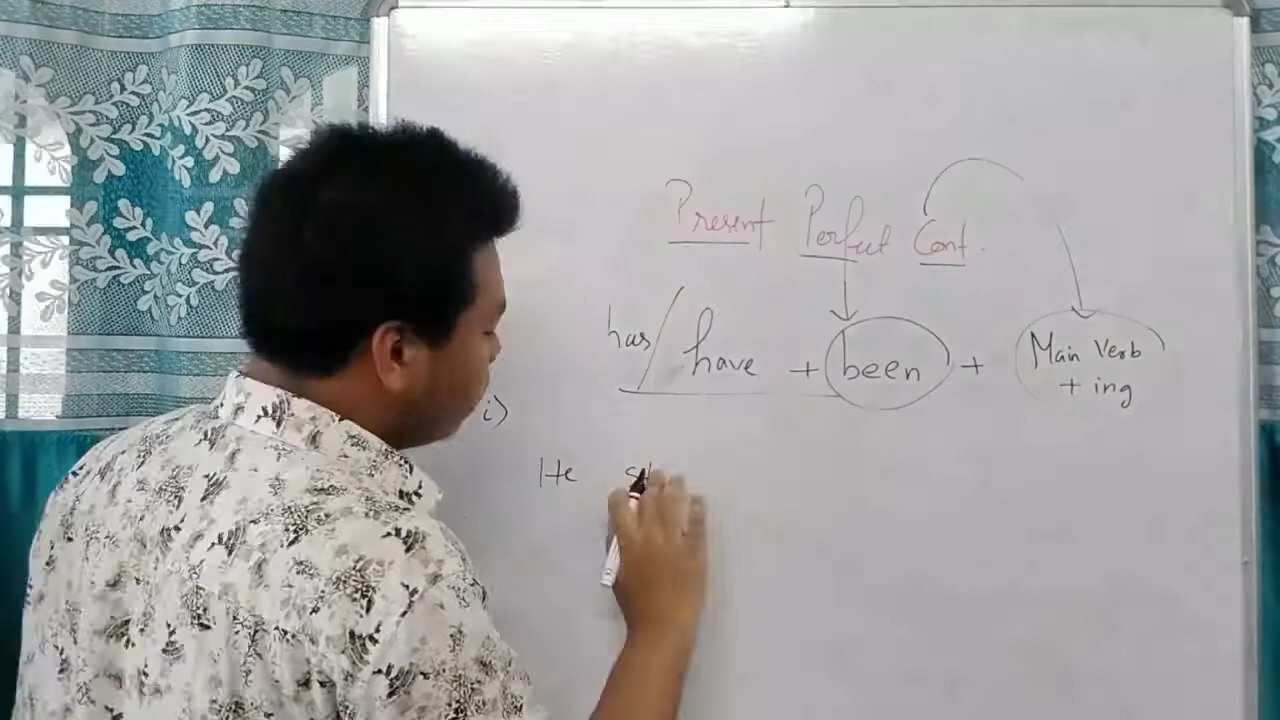 Present Perfect Cont.
has/have + been + Main Verb + ing
i)
He